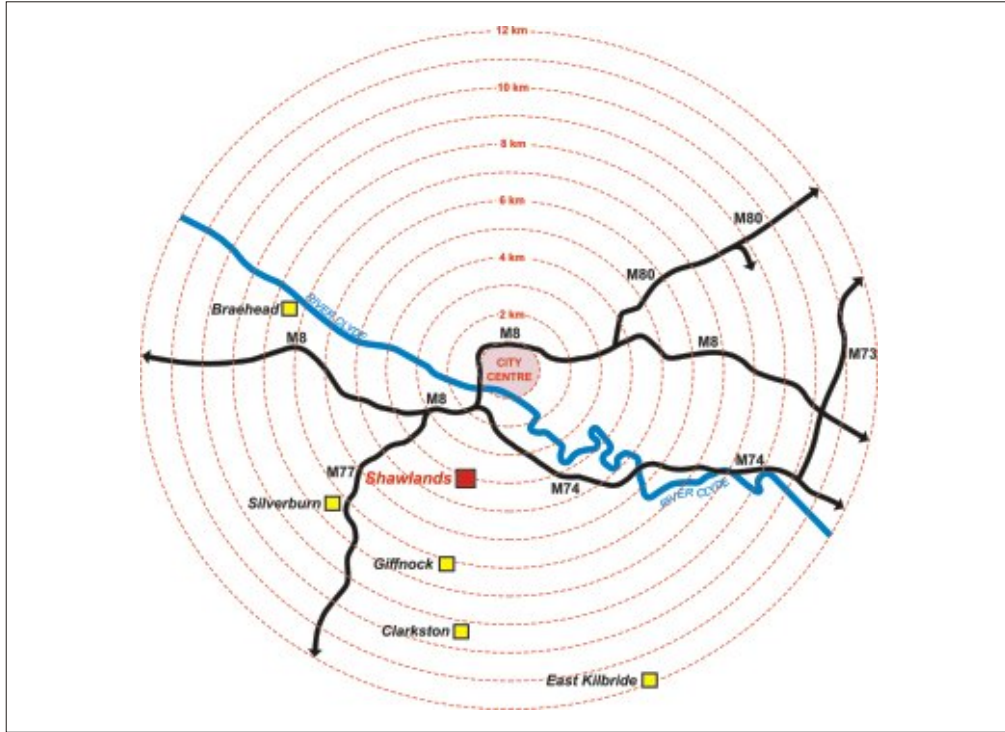 12 km
10 km
8 km
6 km
4 km
2 km
M80
M80
Braehead
RIVER CLYDE
M8
M8
M8
M73
CITY
CENTRE
M8
M77
Shawlands
M74
M74
RIVER CLYDE
Silverburn
Giffnock
Clarkston
East Kilbride